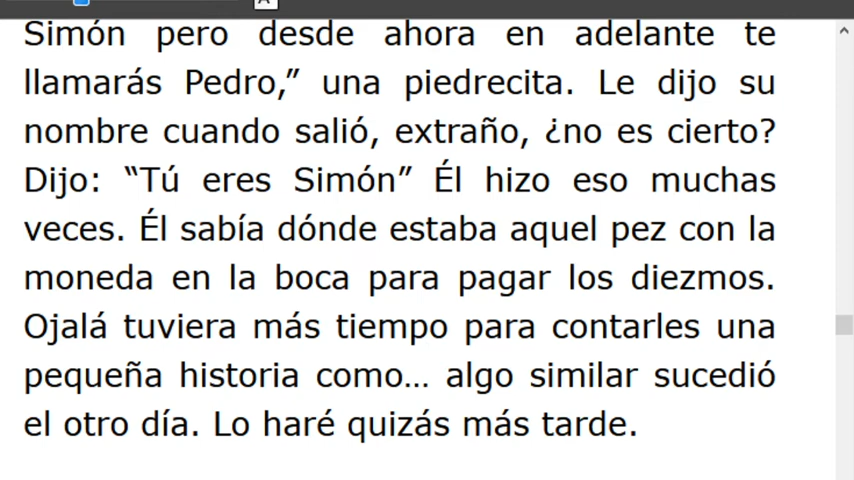 Simón pero desde ahora en adelante te
llamarás Pedro,” una piedrecita. Le dijo su
nombre cuando salió, extraño, ¿no es cierto?
Dijo: “Tú eres Simón” Él hizo eso muchas
veces. Él sabía dónde estaba aquel pez con la
moneda en la boca para pagar los diezmos.
Ojalá tuviera más tiempo para contarles una
pequeña historia como... algo similar sucedió
el otro día. Lo haré quizás más tarde.